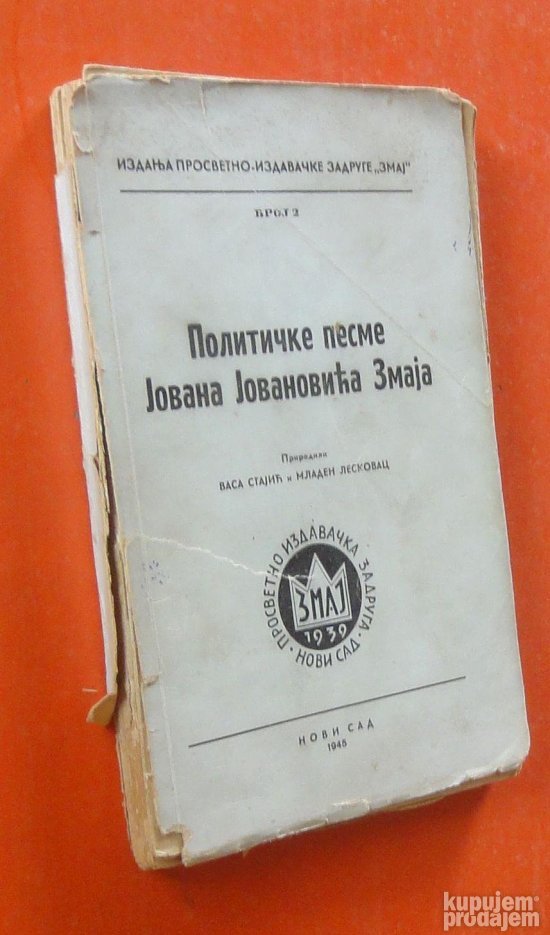 ИЗДАЊА ПРОСВЕТНО-ИЗДАВАЧКЕ ЗАДРУГЕ „ЗМАЈ"
БРОЈ 2
Политичке песме
Јована Јовановића Змаја
Приредили
ВАСА СТАЈИЋ и МЛАДЕН ЛЕСКОВАЦ
ПРОСВЕТНО ИЗДАВАЧКА ЗАДРУГА · НОВИ САД ·
ЗМАЈ
1939
НОВИ САД
1945
kupujem
prodajem